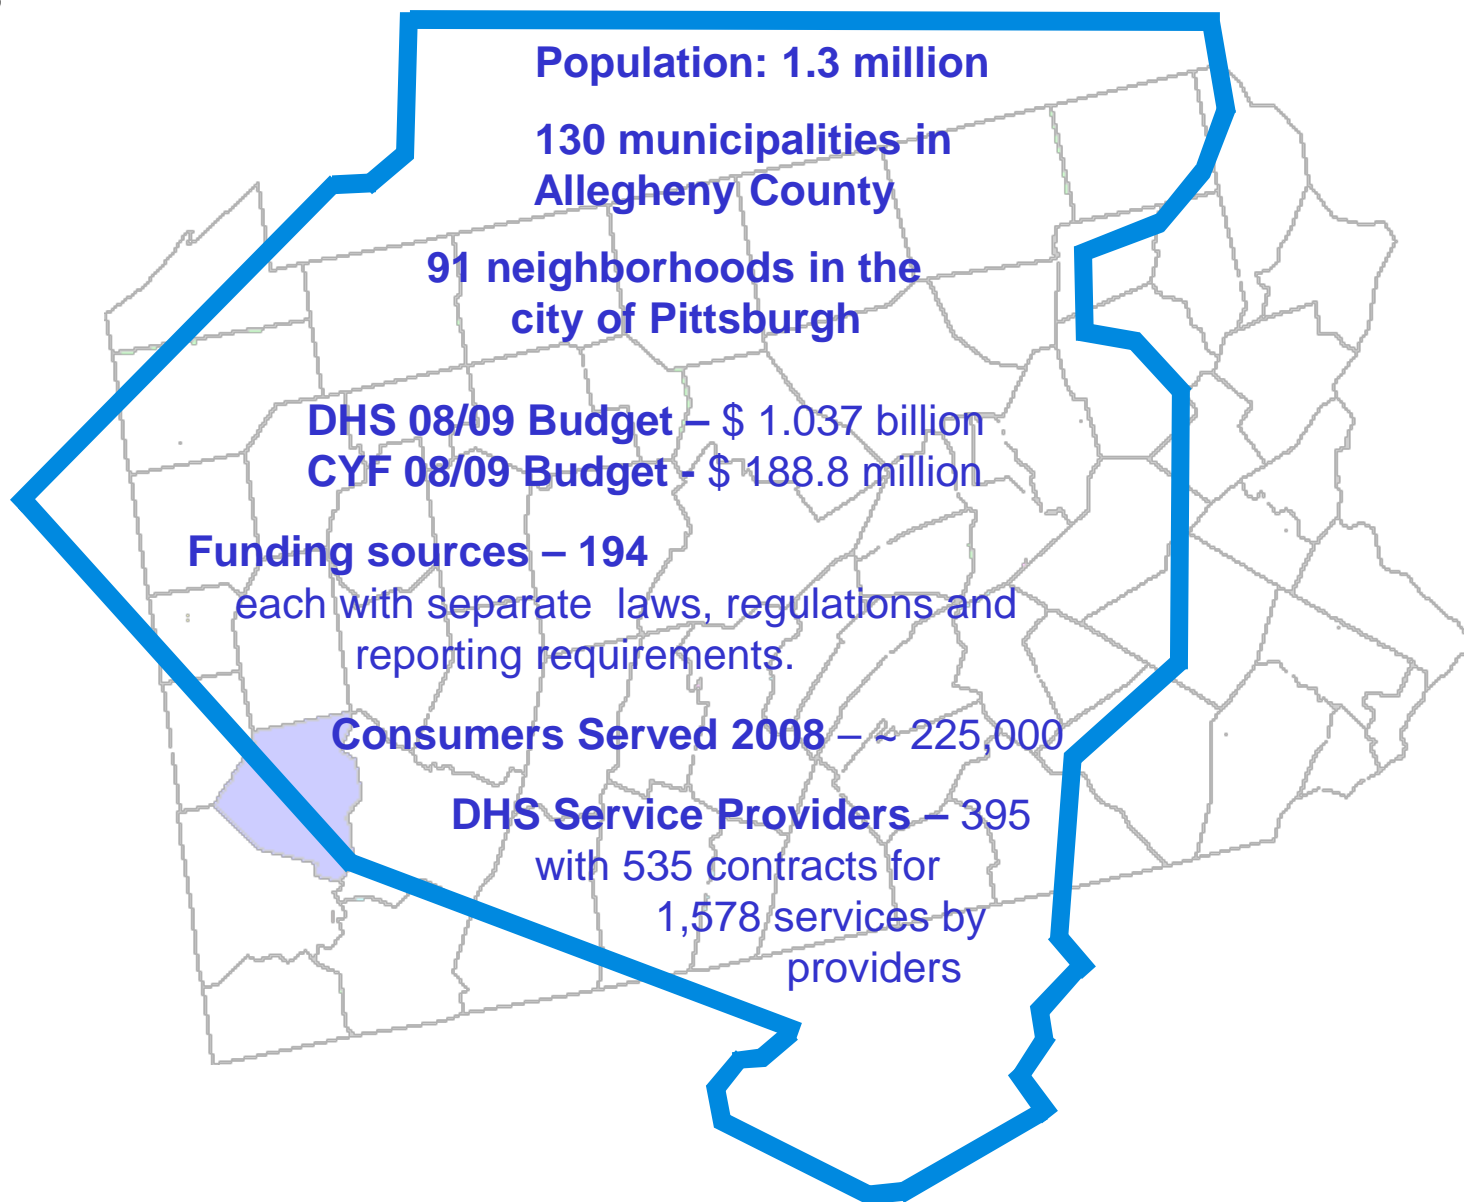 Population: 1.3 million
130 municipalities in
Allegheny County
91 neighborhoods in the
city of Pittsburgh
DHS 08/09 Budget – $ 1.037 billion
CYF 08/09 Budget - $ 188.8 million
Funding sources – 194
each with separate laws, regulations and
reporting requirements.
Consumers Served 2008 – ~ 225,000
DHS Service Providers – 395
with 535 contracts for
1,578 services by
providers